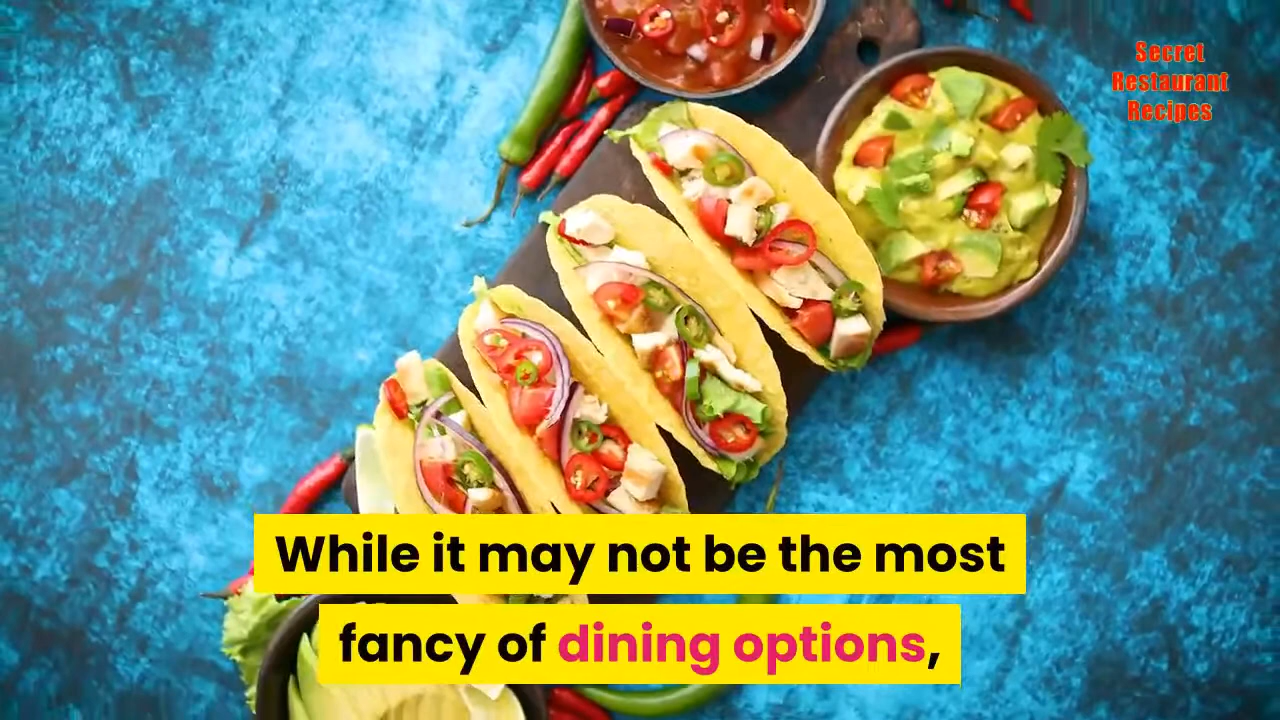 Secret
Restaurant
Recipes
While it may not be the most
fancy of dining options,